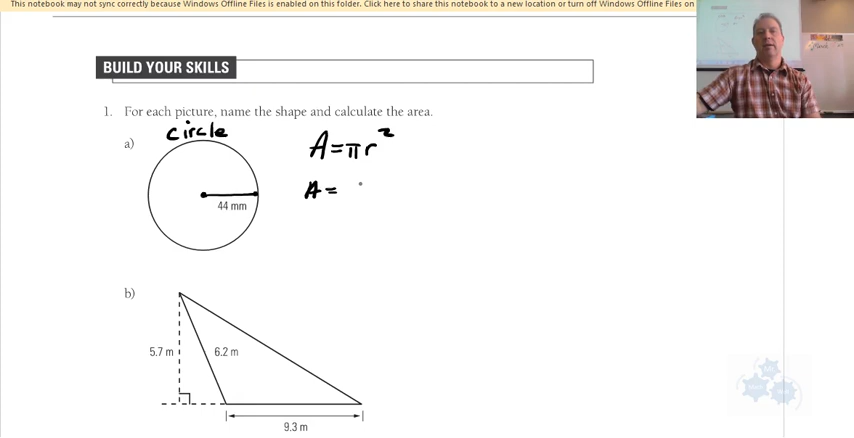 This notebook may not sync correctly because Windows Offline Files is enabled on this folder. Click here to share this notebook to a new location or turn off Windows Offline Files on
BUILD YOUR SKILLS
1. For each picture, name the shape and calculate the area.
a)
circle
A=πr²
A=
44 mm
b)
5.7 m
6.2 m
9.3 m